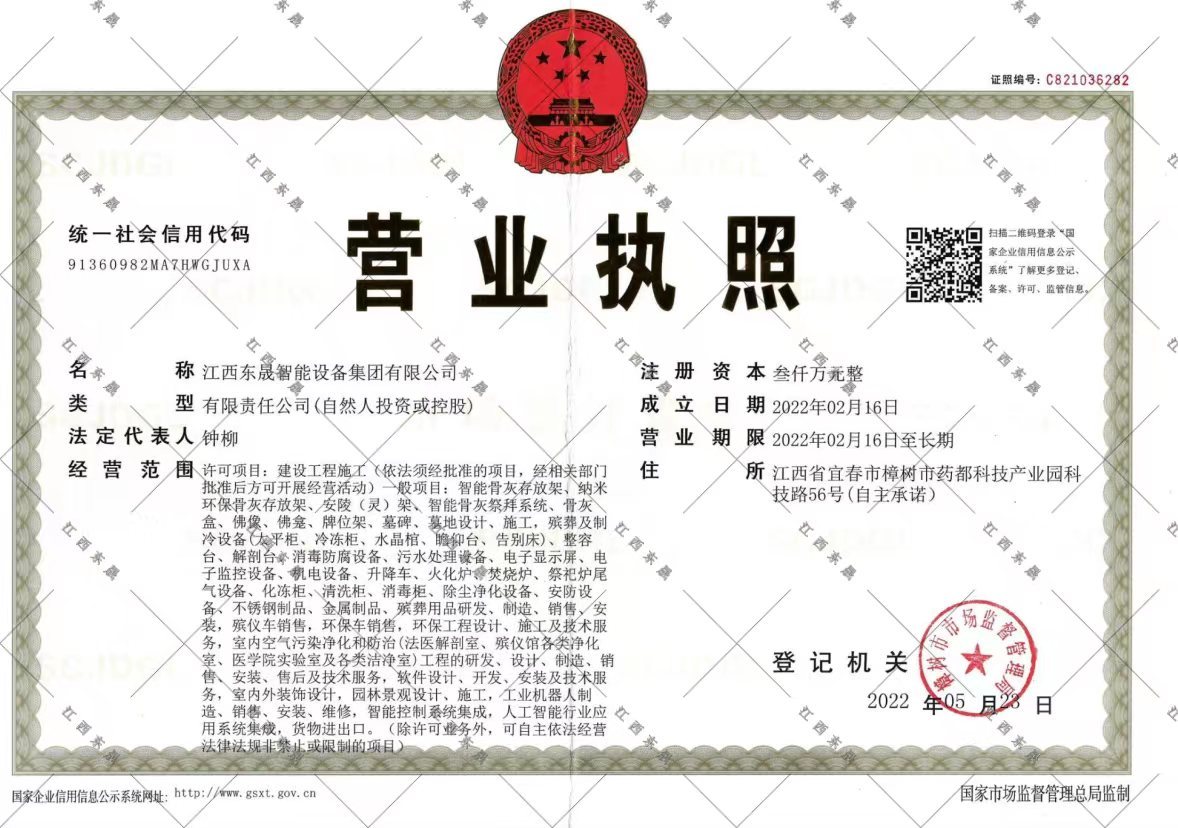 证照编号：C821036282
统一社会信用代码
91360982MA7HWGJUXA
营业执照
扫描二维码登录“国
家企业信用信息公示
系统”了解更多登记、
备案、许可、监管信息。
名称 江西东晟智能设备集团有限公司
类型 有限责任公司(自然人投资或控股)
法定代表人 钟柳
经营范围 许可项目：建设工程施工（依法须经批准的项目，经相关部门
批准后方可开展经营活动）一般项目：智能骨灰存放架、纳米
环保骨灰存放架、安陵（灵）架、智能骨灰祭拜系统、骨灰
盒、佛像、佛龛、牌位架、墓碑、墓地设计、施工，殡葬及制
冷设备(太平柜、冷冻柜、水晶棺、瞻仰台、告别床)、整容
台、解剖台、消毒防腐设备、污水处理设备、电子显示屏、电
子监控设备、机电设备、升降车、火化炉、焚烧炉、祭祀炉尾
气设备、化冻柜、清洗柜、消毒柜、除尘净化设备、安防设
备、不锈钢制品、金属制品、殡葬用品研发、制造、销售、安
装，殡仪车销售，环保车销售，环保工程设计、施工及技术服
务，室内空气污染净化和防治(法医解剖室、殡仪馆各类净化
室、医学院实验室及各类洁净室)工程的研发、设计、制造、销
售、安装、售后及技术服务，软件设计、开发、安装及技术服
务，室内外装饰设计，园林景观设计、施工，工业机器人制
造、销售、安装、维修，智能控制系统集成，人工智能行业应
用系统集成，货物进出口。（除许可业务外，可自主依法经营
法律法规非禁止或限制的项目）
注册资本 叁仟万元整
成立日期 2022年02月16日
营业期限 2022年02月16日至长期
住所 江西省宜春市樟树市药都科技产业园科
技路56号(自主承诺)
登记机关
樟树市市场监督管理局
2022 年05 月23 日
国家企业信用信息公示系统网址：http://www.gsxt.gov.cn
国家市场监督管理总局监制
江西东晟